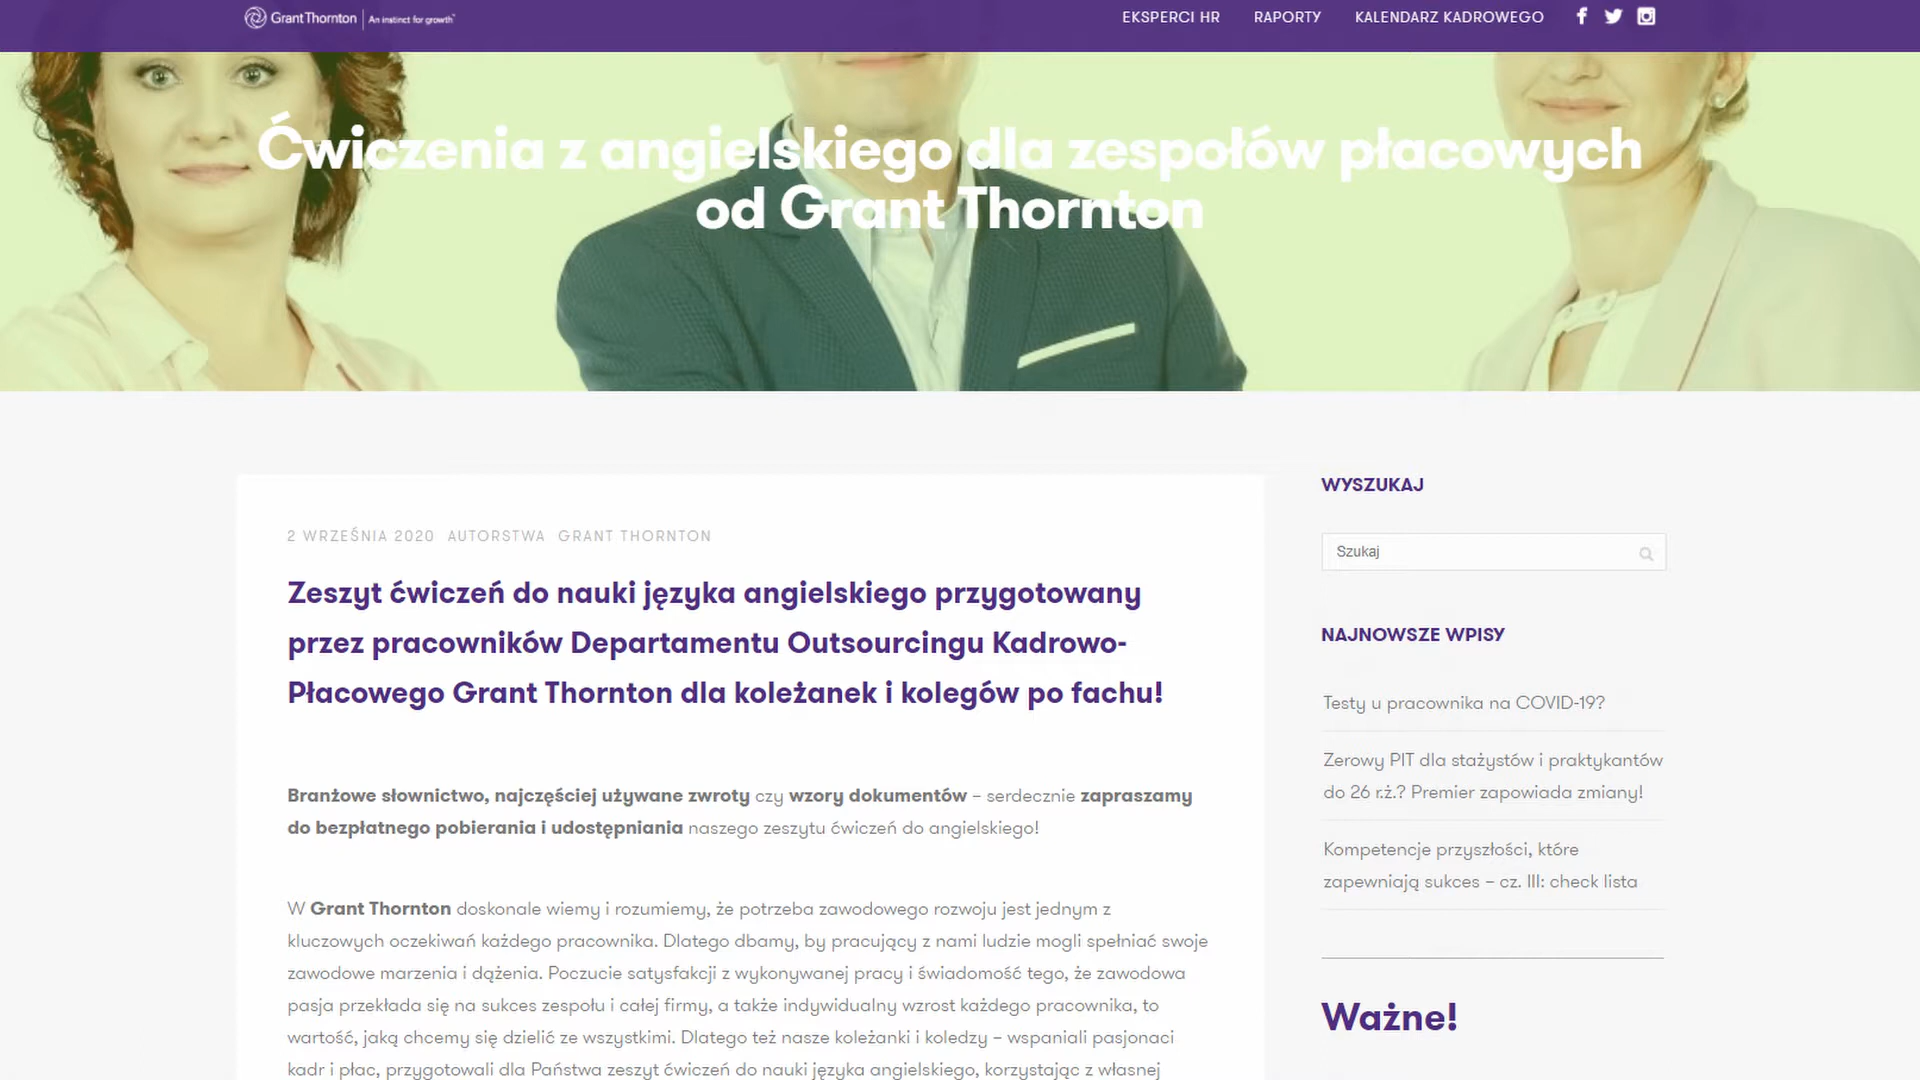 Grant Thornton | An instinct for growth™
EKSPERCI HR RAPORTY KALENDARZ KADROWEGO
Ćwiczenia z angielskiego dla zespołów płacowych
od Grant Thornton
2 WRZEŚNIA 2020 AUTORSTWA GRANT THORNTON
Zeszyt ćwiczeń do nauki języka angielskiego przygotowany
przez pracowników Departamentu Outsourcingu Kadrowo-
Płacowego Grant Thornton dla koleżanek i kolegów po fachu!
Branżowe słownictwo, najczęściej używane zwroty czy wzory dokumentów – serdecznie zapraszamy
do bezpłatnego pobierania i udostępniania naszego zeszytu ćwiczeń do angielskiego!
W Grant Thornton doskonale wiemy i rozumiemy, że potrzeba zawodowego rozwoju jest jednym z
kluczowych oczekiwań każdego pracownika. Dlatego dbamy, by pracujący z nami ludzie mogli spełniać swoje
zawodowe marzenia i dążenia. Poczucie satysfakcji z wykonywanej pracy i świadomość tego, że zawodowa
pasja przekłada się na sukces zespołu i całej firmy, a także indywidualny wzrost każdego pracownika, to
wartość, jaką chcemy się dzielić ze wszystkimi. Dlatego też nasze koleżanki i koledzy – wspaniali pasjonaci
kadr i płac, przygotowali dla Państwa zeszyt ćwiczeń do nauki języka angielskiego, korzystając z własnej
WYSZUKAJ
Szukaj
NAJNOWSZE WPISY
Testy u pracownika na COVID-19?
Zerowy PIT dla stażystów i praktykantów
do 26 r.ż.? Premier zapowiada zmiany!
Kompetencje przyszłości, które
zapewniają sukces – cz. III: check lista
Ważne!